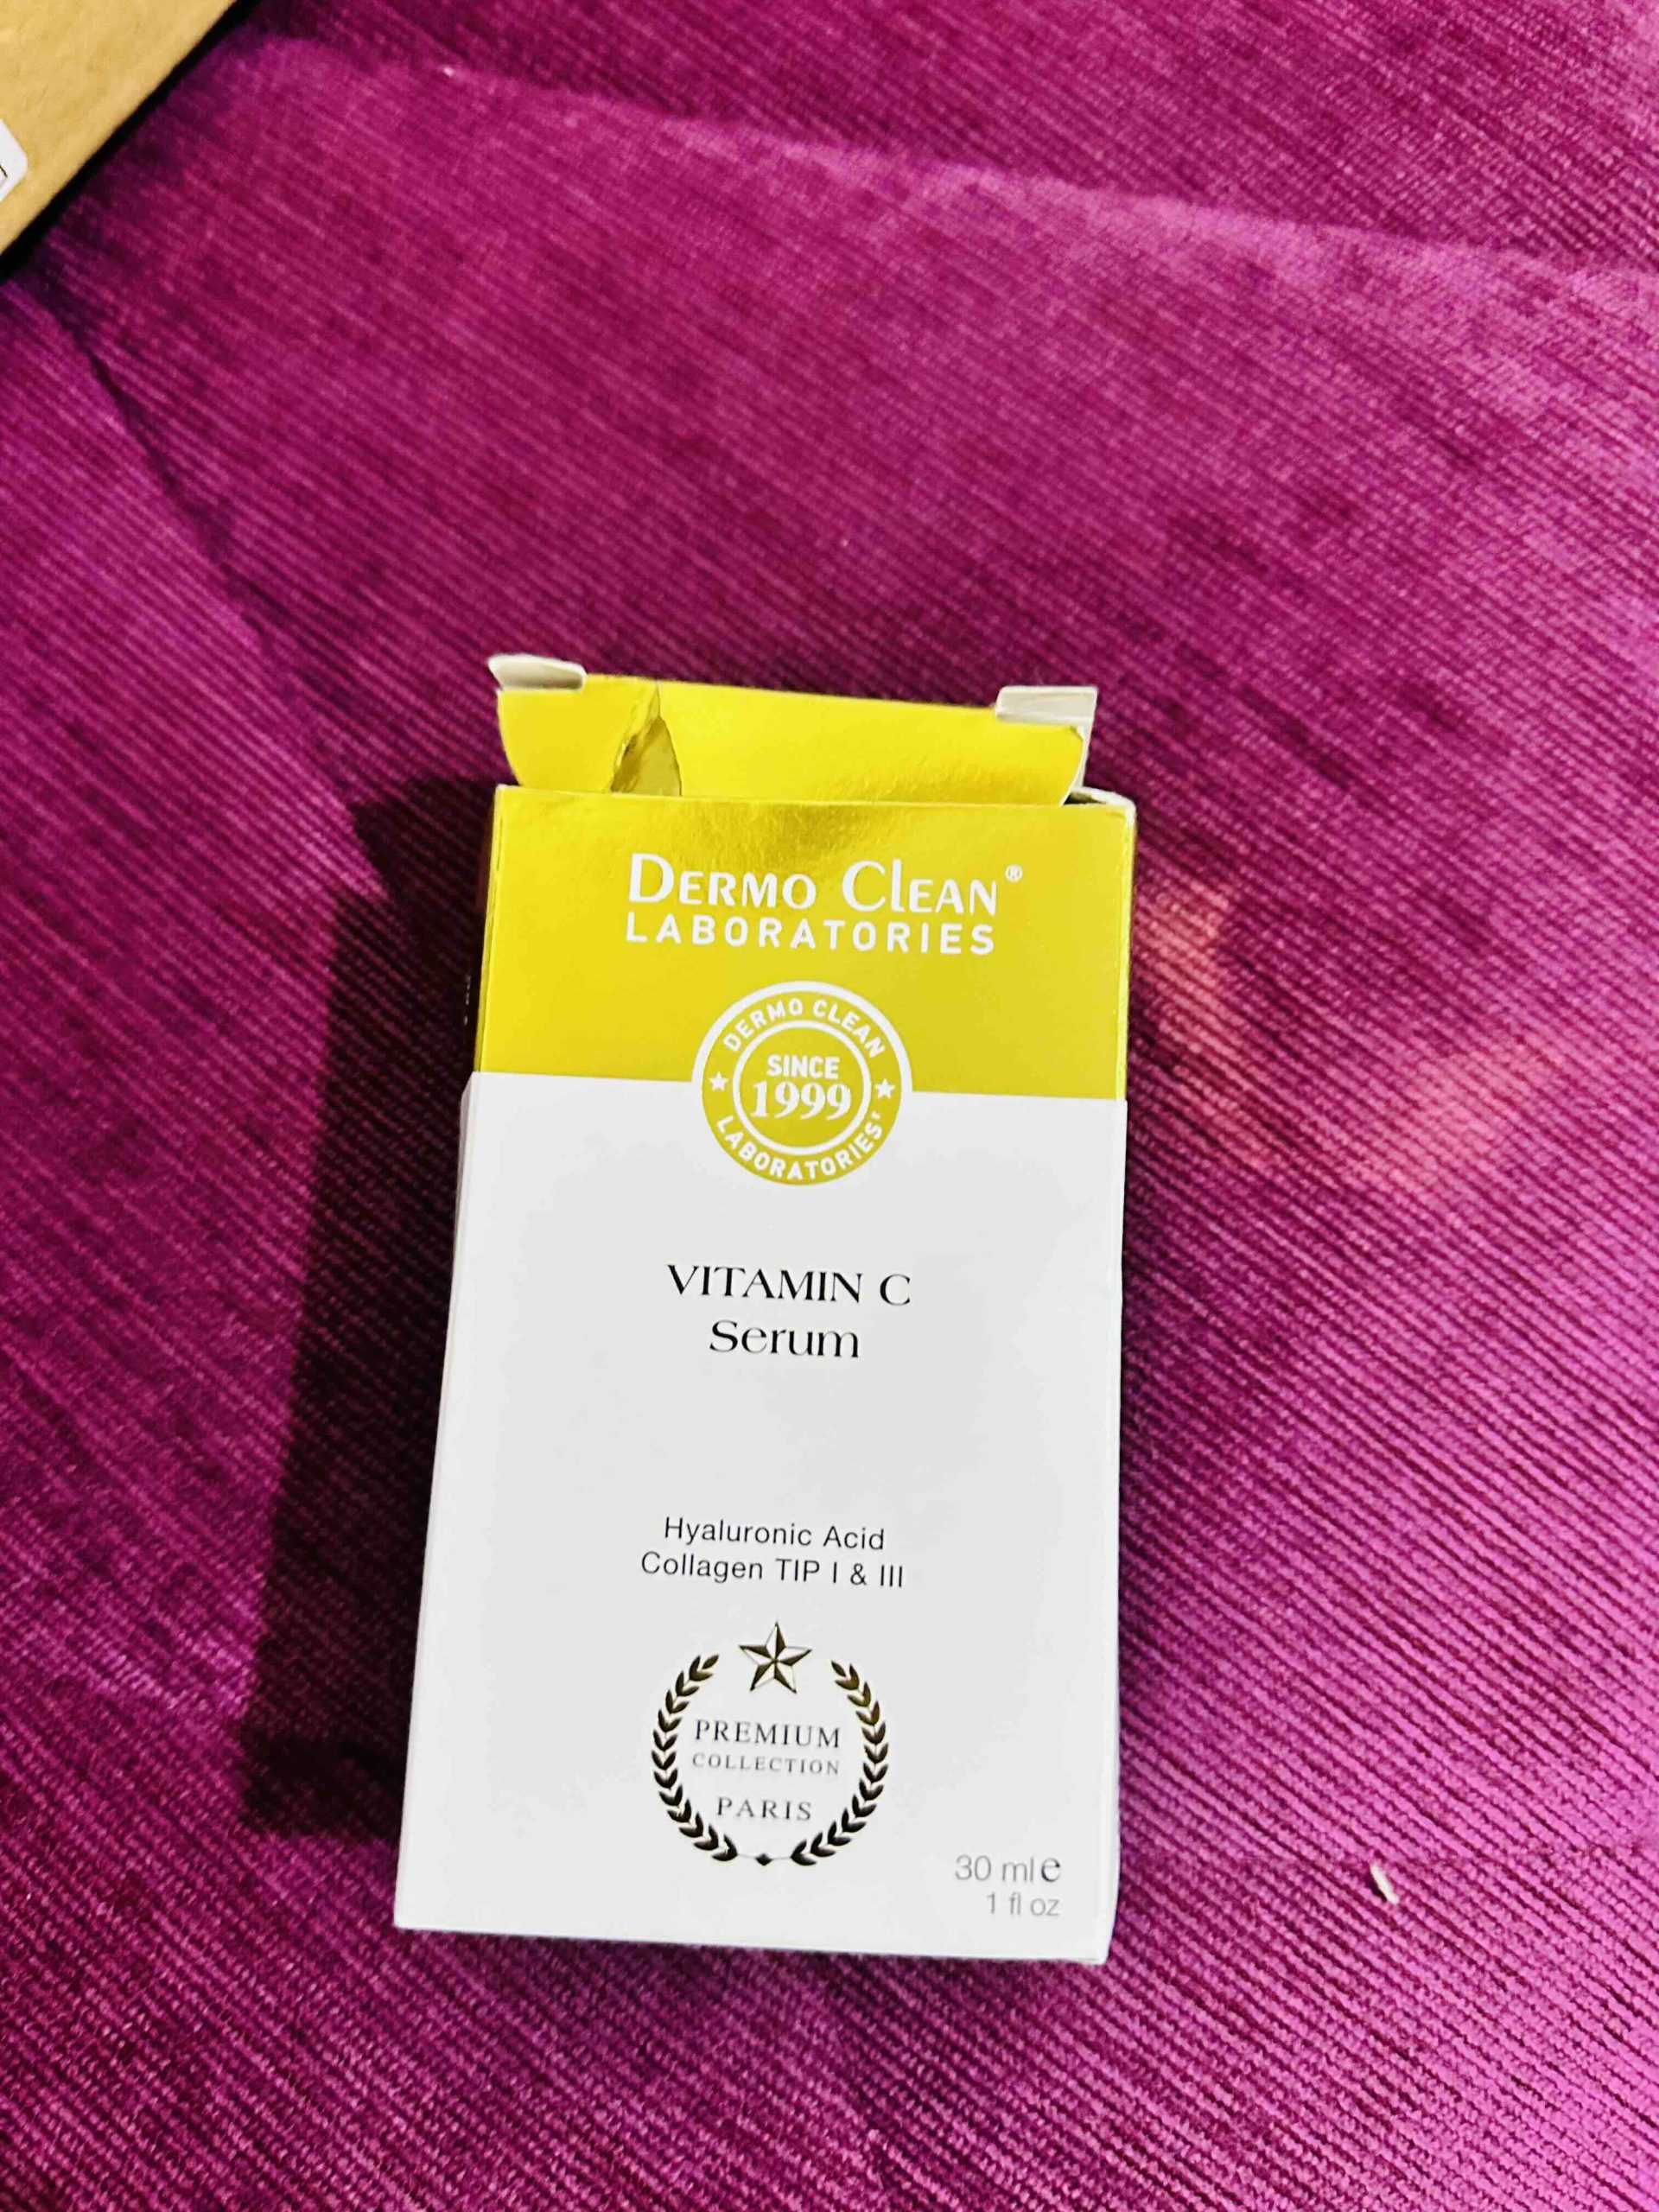 DERMO CLEAN®
LABORATORIES
DERMO CLEAN
SINCE
1999
LABORATORIES
VITAMIN C
Serum
Hyaluronic Acid
Collagen TIP I & III
PREMIUM
COLLECTION
PARIS
30 ml e
1 fl oz